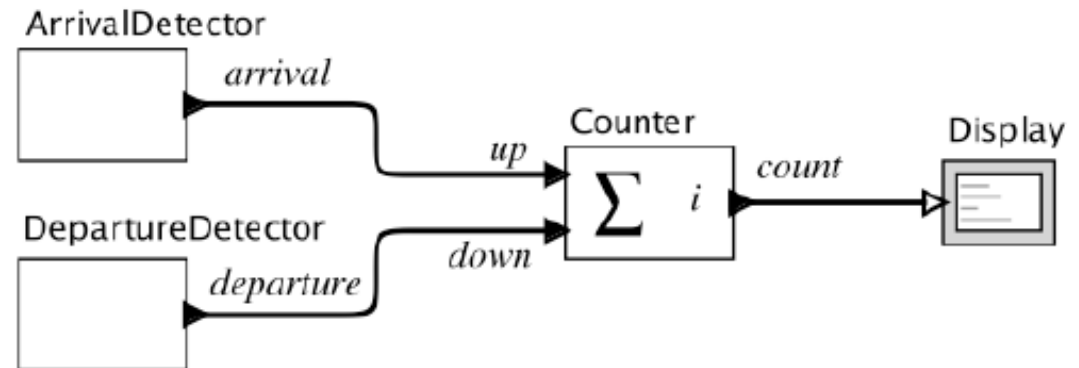 ArrivalDetector
arrival
Counter
Display
up
Σ i
count
DepartureDetector
down
departure